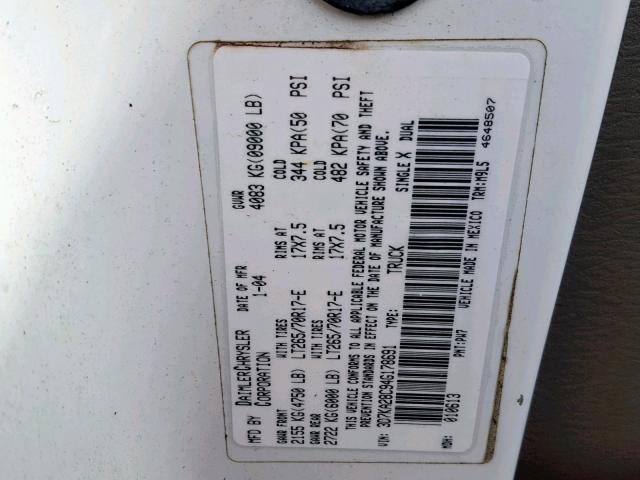 MFD BY DAIMLERCHRYSLER CORPORATION DATE OF MFR 1-04 GVWR 4083 KG(09000 LB)
GAWR FRONT WITH TIRES RIMS AT COLD
2155 KG(4750 LB) LT265/70R17-E 17X7.5 344 KPA(50 PSI
GAWR REAR WITH TIRES RIMS AT COLD
2722 KG(6000 LB) LT265/70R17-E 17X7.5 482 KPA(70 PSI
THIS VEHICLE CONFORMS TO ALL APPLICABLE FEDERAL MOTOR VEHICLE SAFETY AND THEFT
PREVENTION STANDARDS IN EFFECT ON THE DATE OF MANUFACTURE SHOWN ABOVE.
VIN: 3D7KA28C94G178691 TYPE: TRUCK SINGLE X DUAL
MDH: 010613 PNT: PW7 VEHICLE MADE IN MEXICO TRM: M9L5 4648507